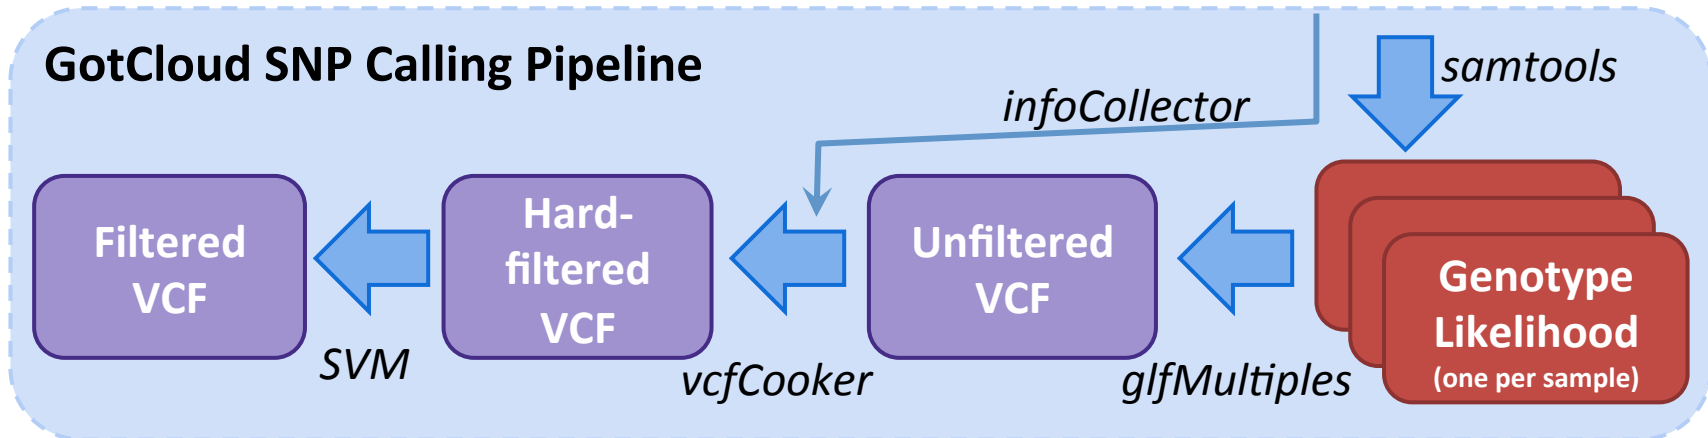 GotCloud SNP Calling Pipeline
samtools
infoCollector
Filtered
VCF
Hard-
filtered
VCF
Unfiltered
VCF
Genotype
Likelihood
(one per sample)
SVM
vcfCooker
glfMultiples